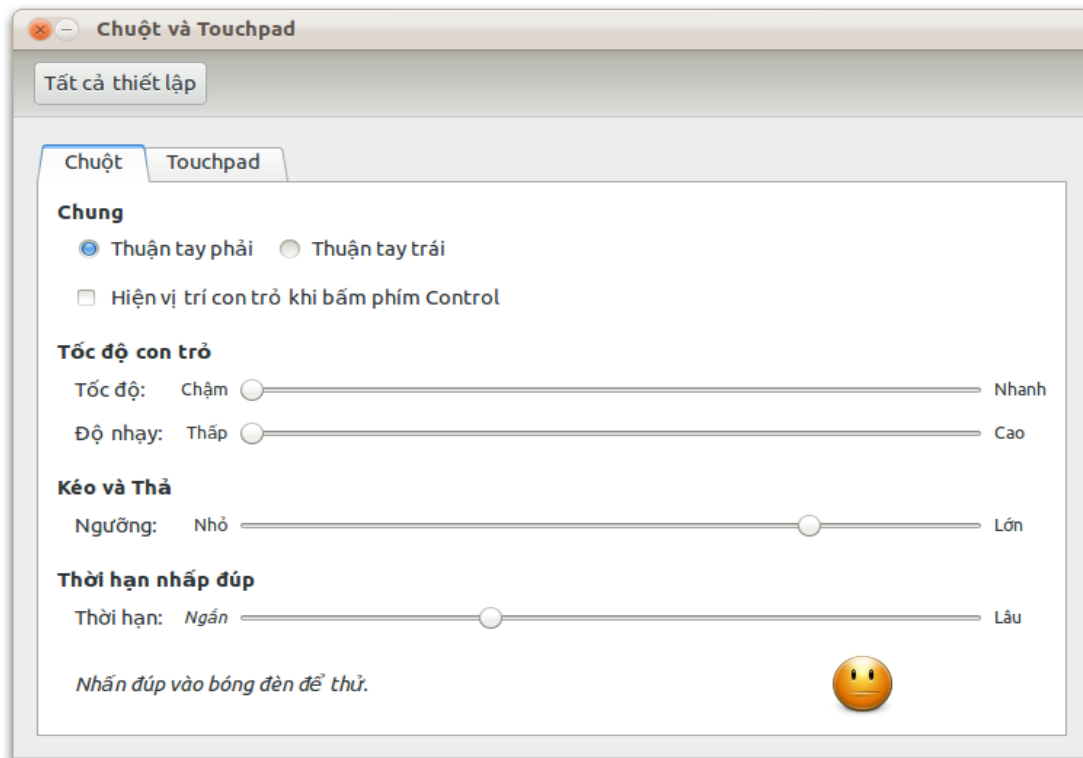 Chuột và Touchpad
Tất cả thiết lập
Chuột Touchpad
Chung
Thuận tay phải Thuận tay trái
Hiện vị trí con trỏ khi bấm phím Control
Tốc độ con trỏ
Tốc độ: Chậm Nhanh
Độ nhạy: Thấp Cao
Kéo và Thả
Ngưỡng: Nhỏ Lớn
Thời hạn nhấp đúp
Thời hạn: Ngắn Lâu
Nhấn đúp vào bóng đèn để thử.